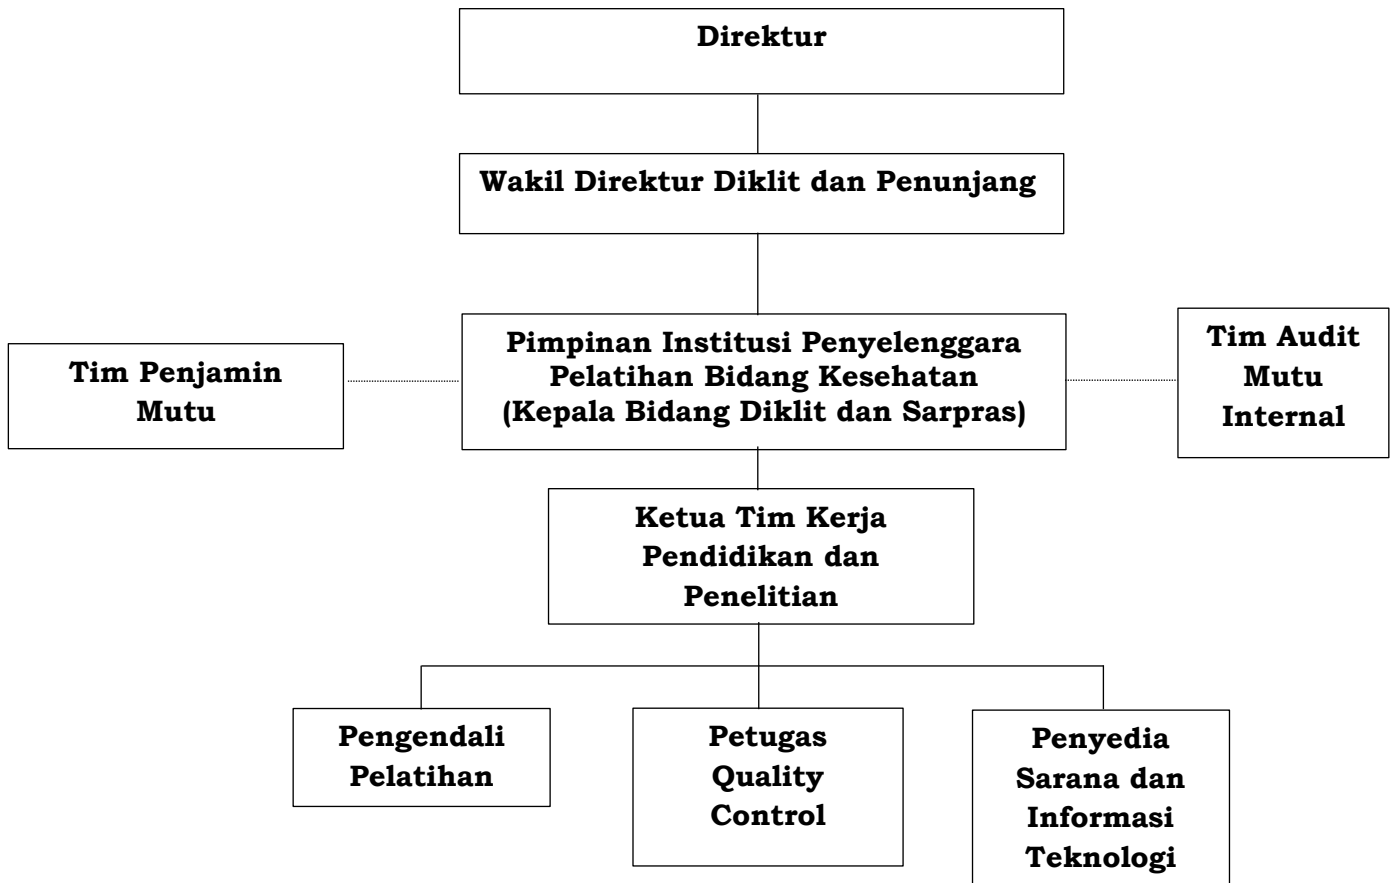 Direktur
Wakil Direktur Diklit dan Penunjang
Pimpinan Institusi Penyelenggara
Pelatihan Bidang Kesehatan
(Kepala Bidang Diklit dan Sarpras)
Tim Penjamin
Mutu
Tim Audit
Mutu
Internal
Ketua Tim Kerja
Pendidikan dan
Penelitian
Pengendali
Pelatihan
Petugas
Quality
Control
Penyedia
Sarana dan
Informasi
Teknologi